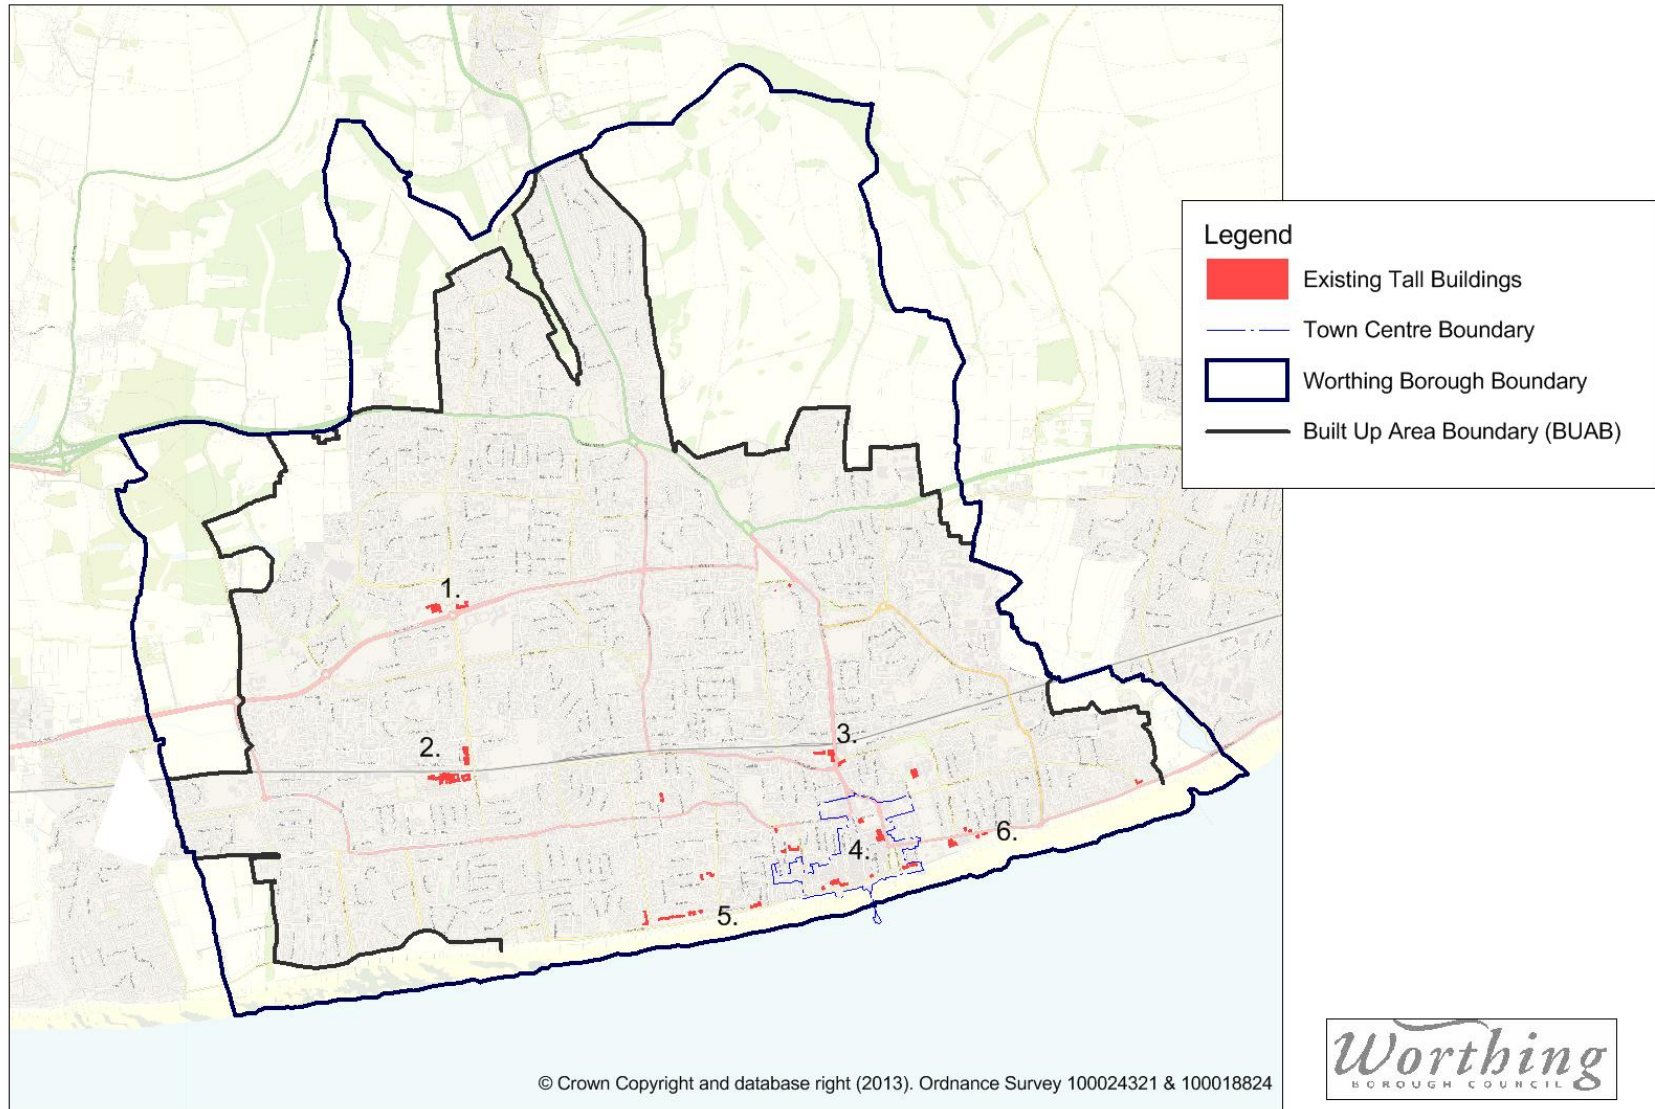 Legend
Existing Tall Buildings
Town Centre Boundary
Worthing Borough Boundary
Built Up Area Boundary (BUAB)
1.
2.
3.
4.
5.
6.
© Crown Copyright and database right (2013). Ordnance Survey 100024321 & 100018824
Worthing
BOROUGH COUNCIL